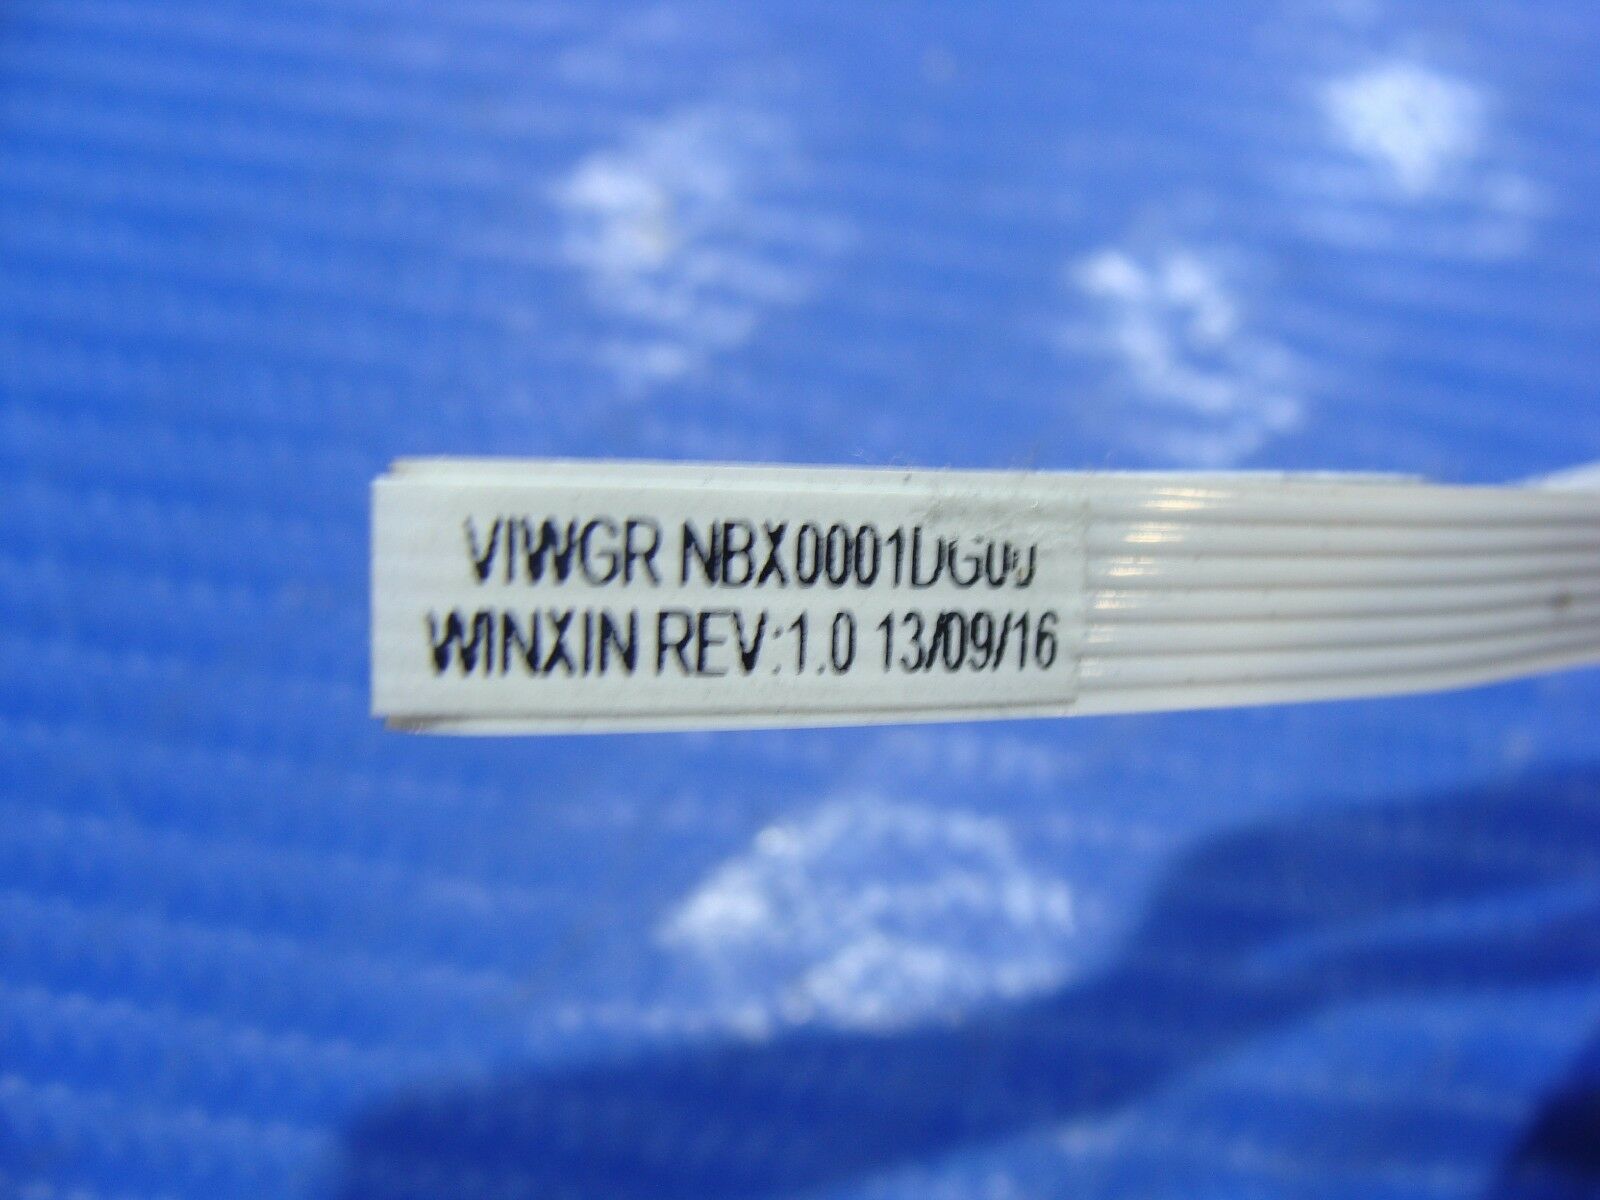 VIWGR NBX0001DG00
WINXIN REV:1.0 13/09/16